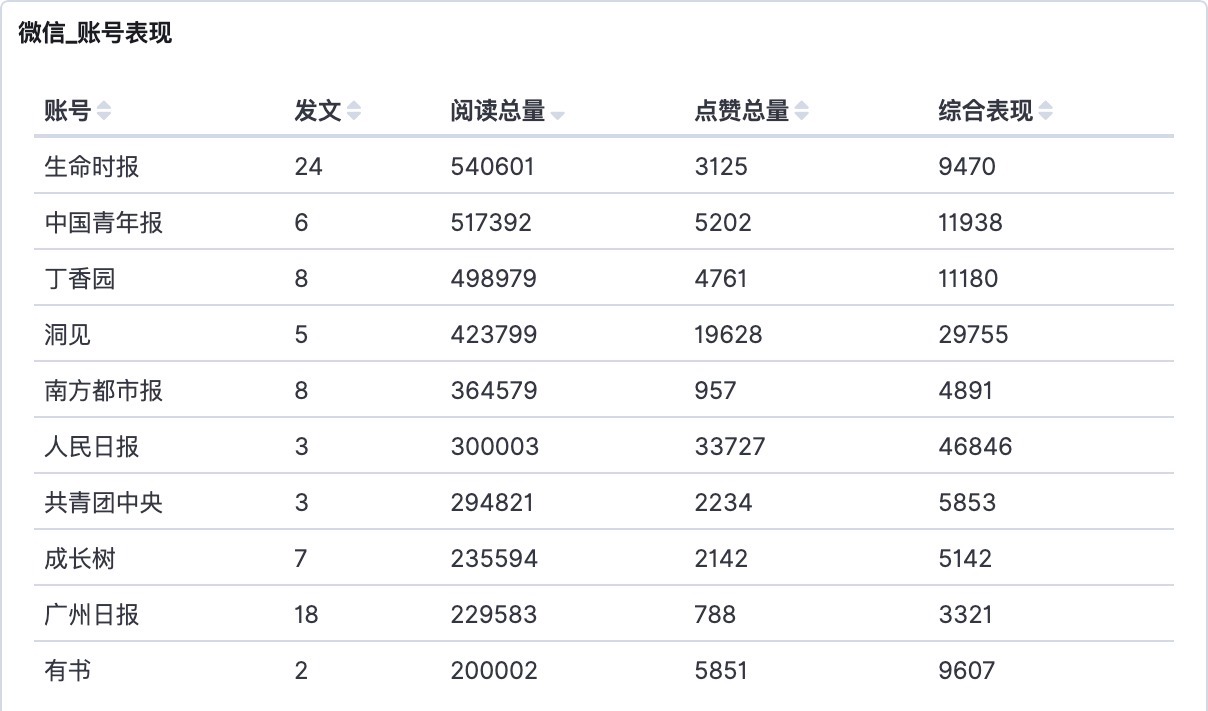 微信_账号表现
账号 发文 阅读总量 点赞总量 综合表现
生命时报 24 540601 3125 9470
中国青年报 6 517392 5202 11938
丁香园 8 498979 4761 11180
洞见 5 423799 19628 29755
南方都市报 8 364579 957 4891
人民日报 3 300003 33727 46846
共青团中央 3 294821 2234 5853
成长树 7 235594 2142 5142
广州日报 18 229583 788 3321
有书 2 200002 5851 9607